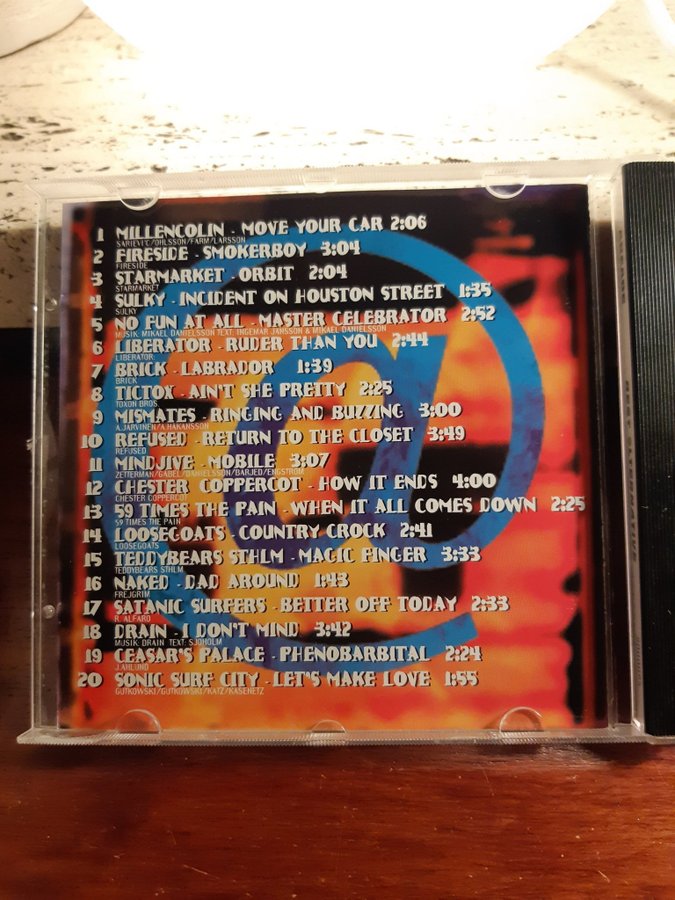 1 MILLENCOLIN - MOVE YOUR CAR 2:06
SARIEVIC/OHLSSON/FARM/LARSSON
2 FIRESIDE - SMOKERBOY 3:04
FIRESIDE
3 STARMARKET - ORBIT 2:04
STARMARKET
4 SULKY - INCIDENT ON HOUSTON STREET 1:35
SULKY
5 NO FUN AT ALL - MASTER CELEBRATOR 2:52
MUSIK: MIKAEL DANIELSSON TEXT: INGEMAR JANSSON & MIKAEL DANIELSSON
6 LIBERATOR - RUDER THAN YOU 2:44
LIBERATOR
7 BRICK - LABRADOR 1:39
BRICK
8 TICTOX - AIN'T SHE PRETTY 2:25
TOXON BROS.
9 MISMATES - RINGING AND BUZZING 3:00
A.JARVINEN/A.HAKANSSON
10 REFUSED - RETURN TO THE CLOSET 3:49
REFUSED
11 MINDJIVE - MOBILE 3:07
ZETTERMAN/GABEL/DANIELSSON/BARJED/ENGSTROM
12 CHESTER COPPERCOT - HOW IT ENDS 4:00
CHESTER COPPERCOT
13 59 TIMES THE PAIN - WHEN IT ALL COMES DOWN 2:25
59 TIMES THE PAIN
14 LOOSEGOATS - COUNTRY CROCK 2:41
LOOSEGOATS
15 TEDDYBEARS STHLM - MAGIC FINGER 3:33
TEDDYBEARS STHLM
16 NAKED - DAD AROUND 1:43
FREJGRIM
17 SATANIC SURFERS - BETTER OFF TODAY 2:33
R. ALFARO
18 DRAIN - I DON'T MIND 3:42
MUSIK: DRAIN TEXT: SJOHOLM
19 CEASAR'S PALACE - PHENOBARBITAL 2:24
J.AHLUND
20 SONIC SURF CITY - LET'S MAKE LOVE 1:55
GUTKOWSKI/GUTKOWSKI/KATZ/KASENETZ